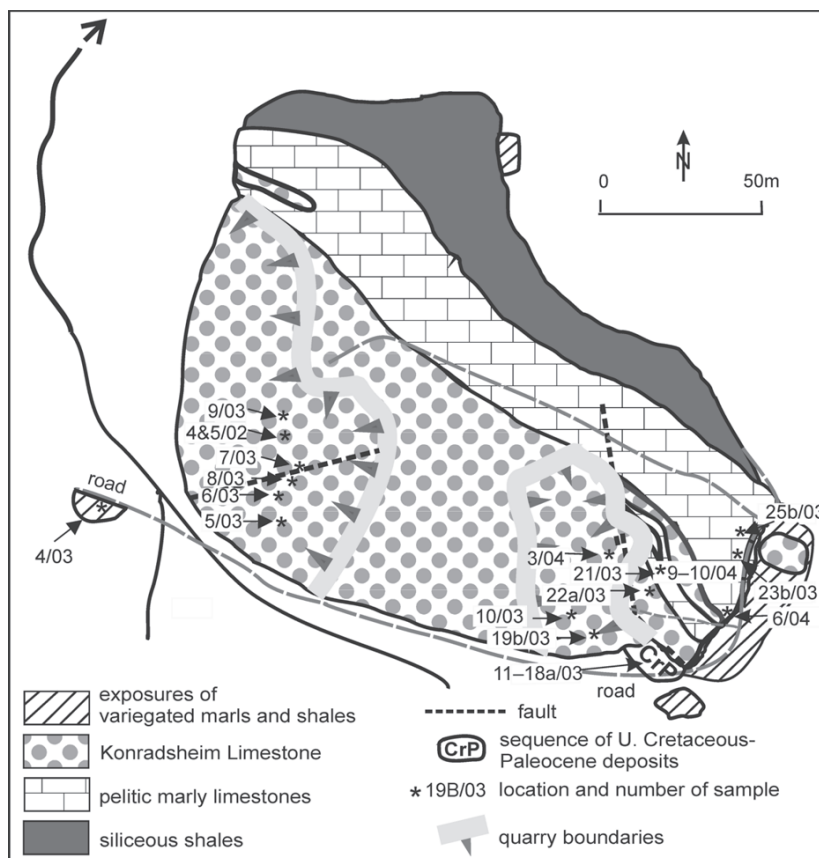 N
0 50m
9/03
4&5/02
7/03
8/03
6/03
5/03
road
4/03
3/04
21/03
9–10/04
22a/03
10/03
19b/03
11–18a/03
CrP
road
25b/03
23b/03
6/04
exposures of
variegated marls and shales
Konradsheim Limestone
pelitic marly limestones
siliceous shales
fault
CrP
sequence of U. Cretaceous-
Paleocene deposits
* 19B/03 location and number of sample
quarry boundaries